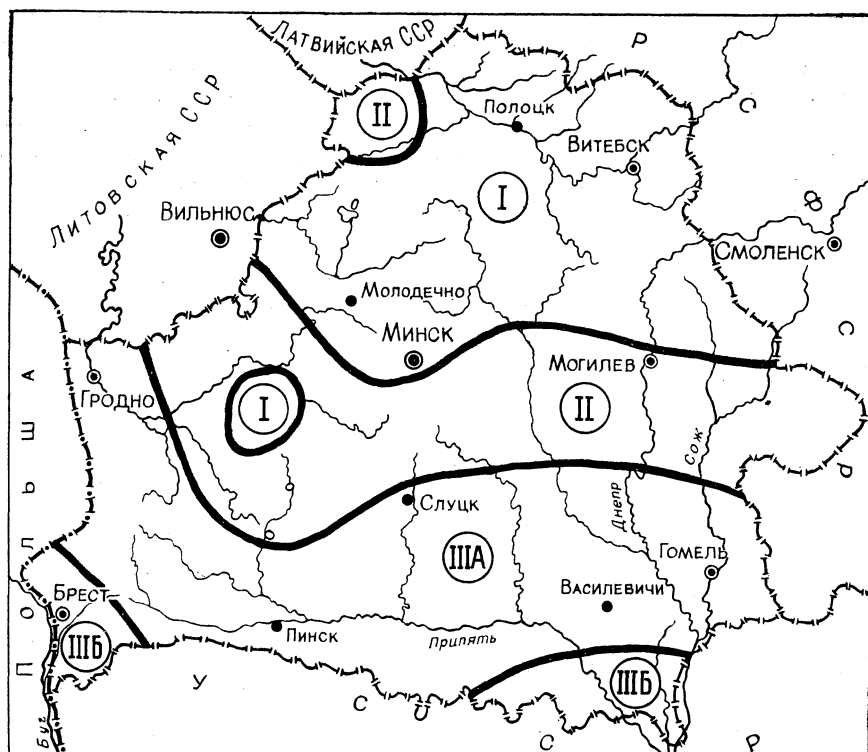 ЛАТВИЙСКАЯ ССР
Р
С
Ф
С
Р
ЛИТОВСКАЯ ССР
II
ПОЛОЦК
ВИТЕБСК
I
ВИЛЬНЮС
СМОЛЕНСК
МОЛОДЕЧНО
МИНСК
МОГИЛЕВ
ГРОДНО
I
II
Сож
ПОЛЬША
СЛУЦК
Днепр
IIIА
ГОМЕЛЬ
ВАСИЛЕВИЧИ
БРЕСТ
ПИНСК
Припять
IIIБ
IIIБ
Буг
У
С
С
Р